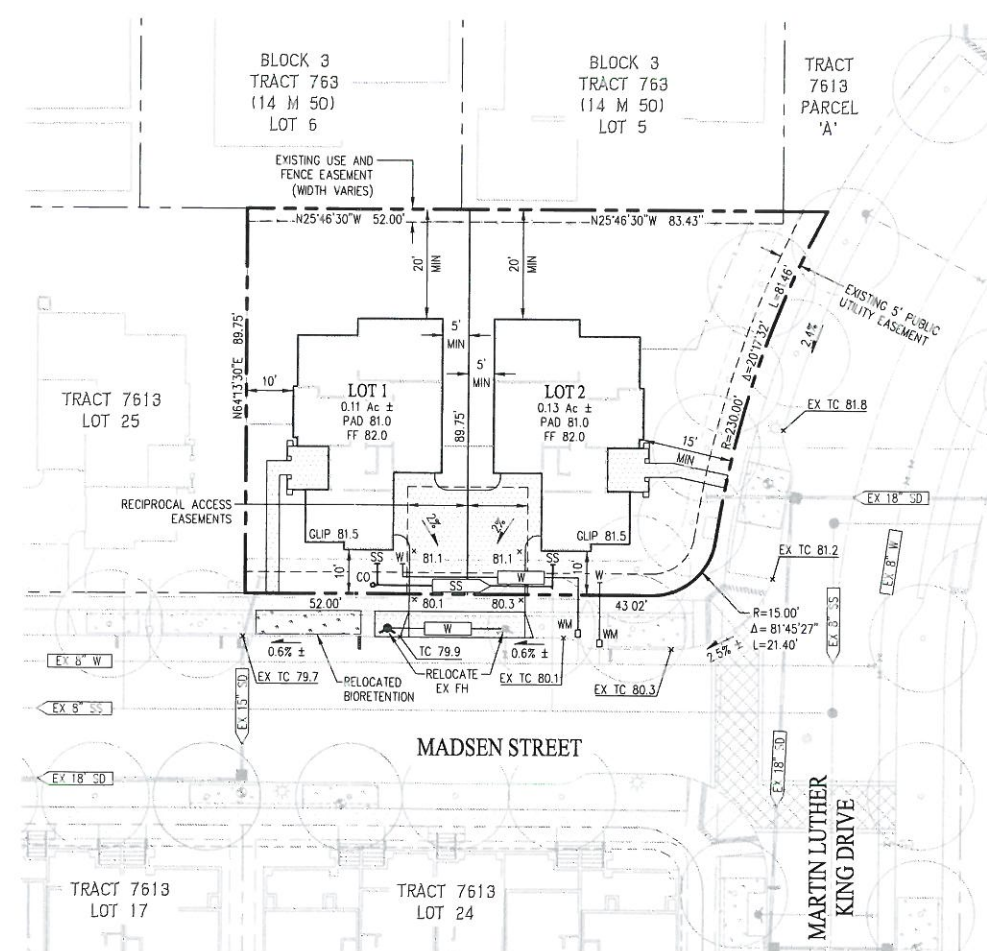 BLOCK 3
TRACT 763
(14 M 50)
LOT 6
BLOCK 3
TRACT 763
(14 M 50)
LOT 5
TRACT
7613
PARCEL
'A'
EXISTING USE AND
FENCE EASEMENT
(WIDTH VARIES)
N25°46'30"W 52.00'
N25°46'30"W 83.43'
20'
MIN
20'
MIN
L=81.46'
EXISTING 5' PUBLIC
UTILITY EASEMENT
Δ=20°17'32"
2.4%
R=230.00'
N64°13'30"E 89.75'
5'
MIN
5'
MIN
10'
TRACT 7613
LOT 25
LOT 1
0.11 Ac ±
PAD 81.0
FF 82.0
89.75'
LOT 2
0.13 Ac ±
PAD 81.0
FF 82.0
EX TC 81.8
15'
MIN
RECIPROCAL ACCESS
EASEMENTS
EX 18" SD
2%
2%
GLIP 81.5
GLIP 81.5
EX 8" W
SS
W
81.1
81.1
EX TC 81.2
10'
CO
SS
W
SS
10'
W
52.00'
80.1
80.3
43.02'
R=15.00'
Δ= 81°45'27"
L=21.40'
EX 8" SS
W
WM
WM
0.6% ±
TC 79.9
0.6% ±
2.5% ±
EX 8" W
EX TC 79.7
RELOCATED
BIORETENTION
RELOCATE
EX FH
EX TC 80.1
EX TC 80.3
EX 15" SD
EX 8" SS
MADSEN STREET
EX 18" SD
EX 18" SD
MARTIN LUTHER
KING DRIVE
TRACT 7613
LOT 17
TRACT 7613
LOT 24